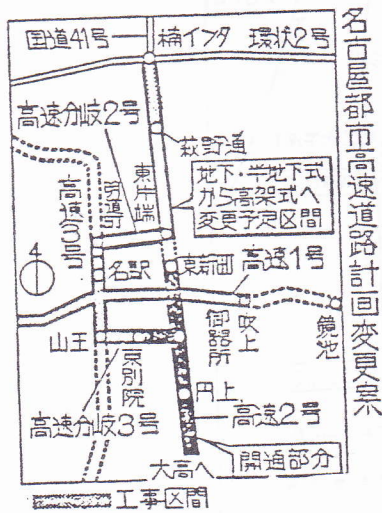 名古屋都市高速道路計画変更案
国道41号
楠インタ
環状2号
高速分岐2号
萩野通
東片端
地下・半地下式
から高架式へ
変更予定区間
明道町
高速3号
名駅
東新町
高速1号
4
吹上
御器所
鏡池
山王
東別院
円上
高速分岐3号
高速2号
大高へ
開通部分
工事区間